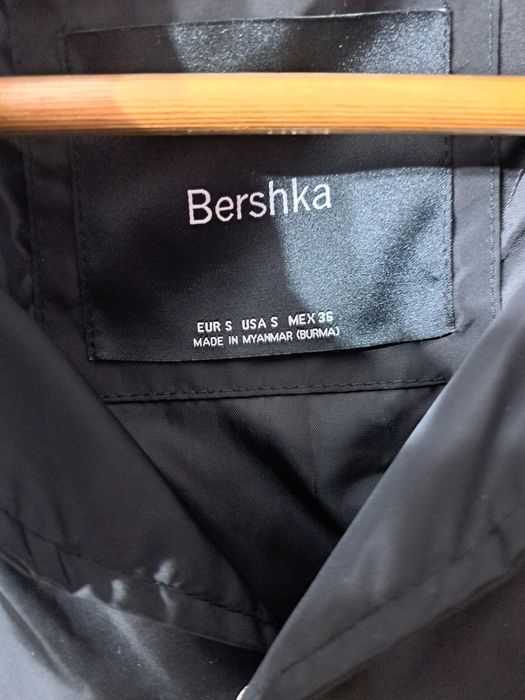 Bershka
EUR S USA S MEX 36
MADE IN MYANMAR (BURMA)